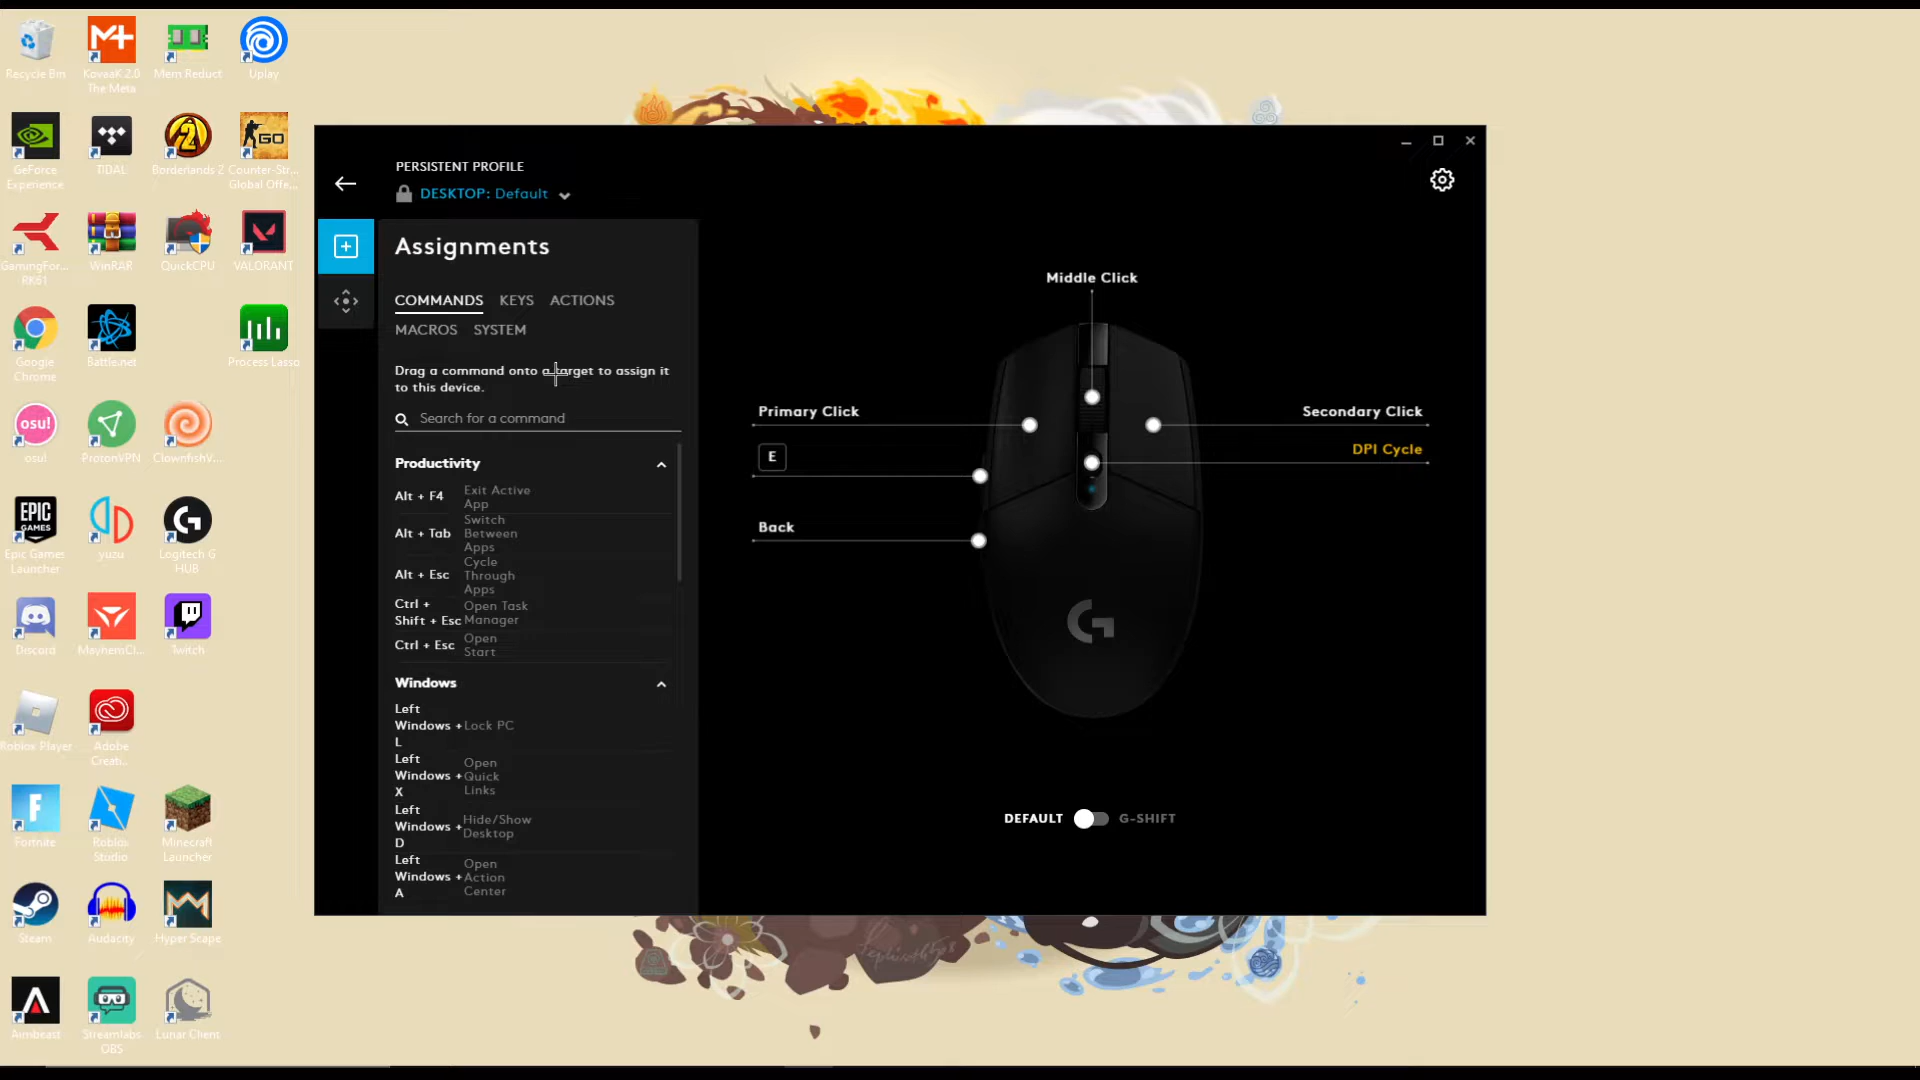 Recycle Bin
KovaaK 2.0
The Meta
Mem Reduct
Uplay
GeForce
Experience
TIDAL
Borderlands 2
Counter-Str...
Global Offe...
GamingFor...
RK61
WinRAR
QuickCPU
VALORANT
Google
Chrome
Battle.net
Process Lasso
osu!
osu!
ProtonVPN
ClownfishV...
EPIC
GAMES
Epic Games
Launcher
yuzu
Logitech G
HUB
Discord
MayhemCl...
Twitch
Roblox Player
Adobe
Creati...
Fortnite
Roblox
Studio
Minecraft
Launcher
Steam
Audacity
Hyper Scape
Aimbeast
Streamlabs
OBS
Lunar Client
PERSISTENT PROFILE
DESKTOP: Default
Assignments
COMMANDS KEYS ACTIONS
MACROS SYSTEM
Drag a command onto a target to assign it
to this device.
Search for a command
Productivity
Alt + F4 Exit Active
App
Alt + Tab Switch
Between
Apps
Alt + Esc Cycle
Through
Apps
Ctrl +
Shift + Esc Open Task
Manager
Ctrl + Esc Open
Start
Windows
Left
Windows +
L Lock PC
Left
Windows +
X Open
Quick
Links
Left
Windows +
D Hide/Show
Desktop
Left
Windows +
A Open
Action
Center
Middle Click
Primary Click
Secondary Click
E
DPI Cycle
Back
DEFAULT G-SHIFT